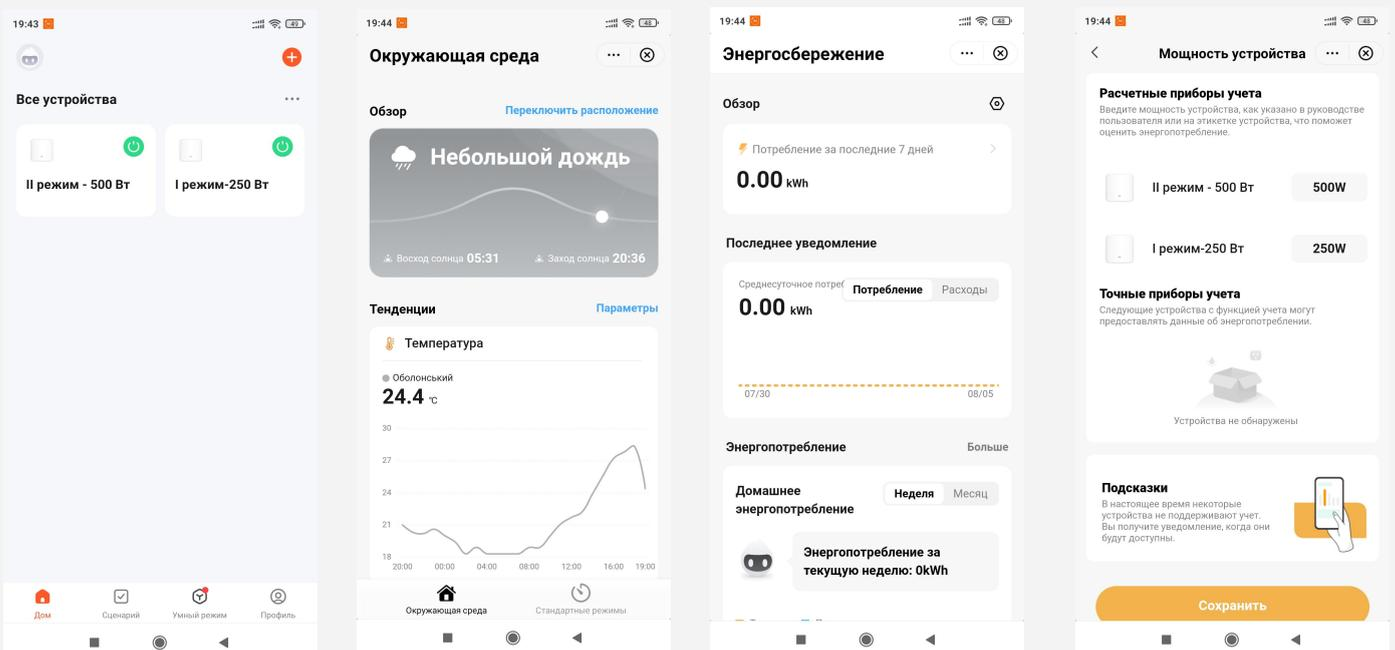 19:43
49
Все устройства
II режим - 500 Вт
I режим-250 Вт
Дом
Сценарий
Умный режим
Профиль
19:44
48
Окружающая среда
Обзор
Переключить расположение
Небольшой дождь
Восход солнца 05:31
Заход солнца 20:36
Тенденции
Параметры
Температура
Оболонський
24.4 °C
30
27
24
21
18
20:00 00:00 04:00 08:00 12:00 16:00 19:00
Окружающая среда
Стандартные режимы
19:44
48
Энергосбережение
Обзор
Потребление за последние 7 дней
0.00 kWh
Последнее уведомление
Среднесуточное потреб
Потребление
Расходы
0.00 kWh
07/30
08/05
Энергопотребление
Больше
Домашнее
энергопотребление
Неделя
Месяц
Энергопотребление за
текущую неделю: 0kWh
19:44
48
Мощность устройства
Расчетные приборы учета
Введите мощность устройства, как указано в руководстве
пользователя или на этикетке устройства, что поможет
оценить энергопотребление.
II режим - 500 Вт
500W
I режим-250 Вт
250W
Точные приборы учета
Следующие устройства с функцией учета могут
предоставлять данные об энергопотреблении.
Устройства не обнаружены
Подсказки
В настоящее время некоторые
устройства не поддерживают учет.
Вы получите уведомление, когда они
будут доступны.
Сохранить